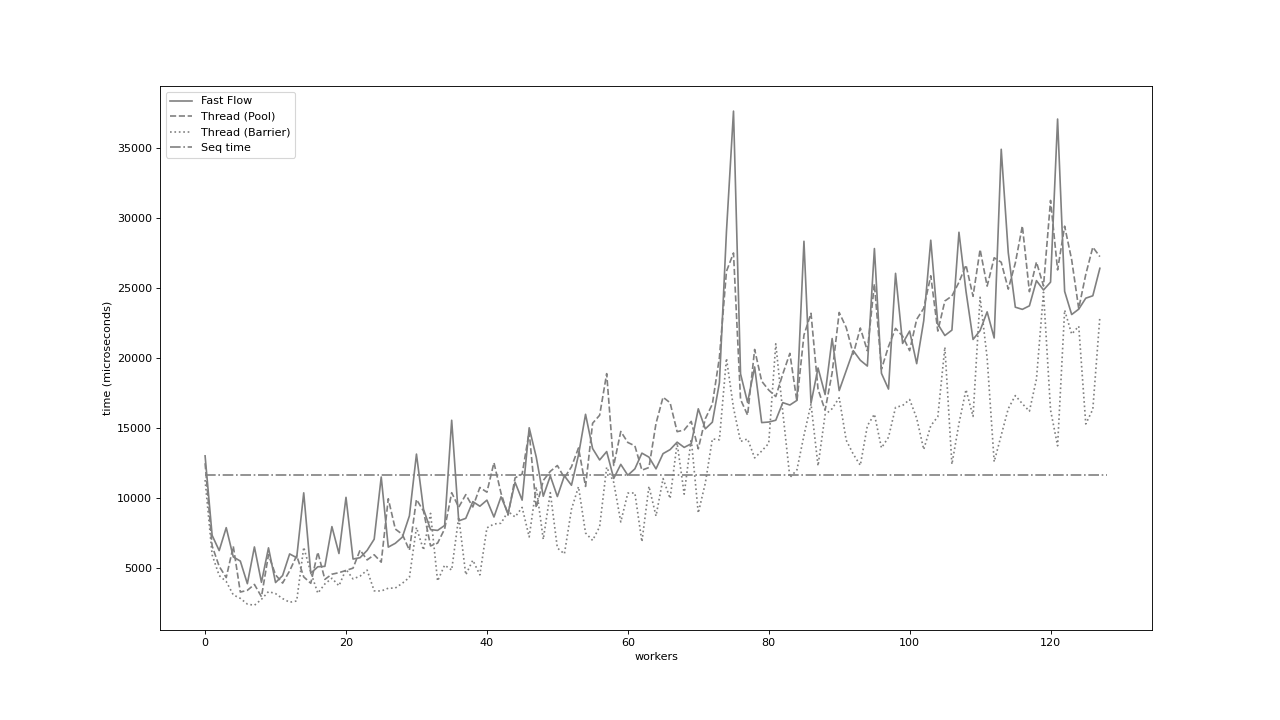 Fast Flow
Thread (Pool)
Thread (Barrier)
Seq time
35000
30000
25000
20000
15000
10000
5000
time (microseconds)
0 20 40 60 80 100 120
workers